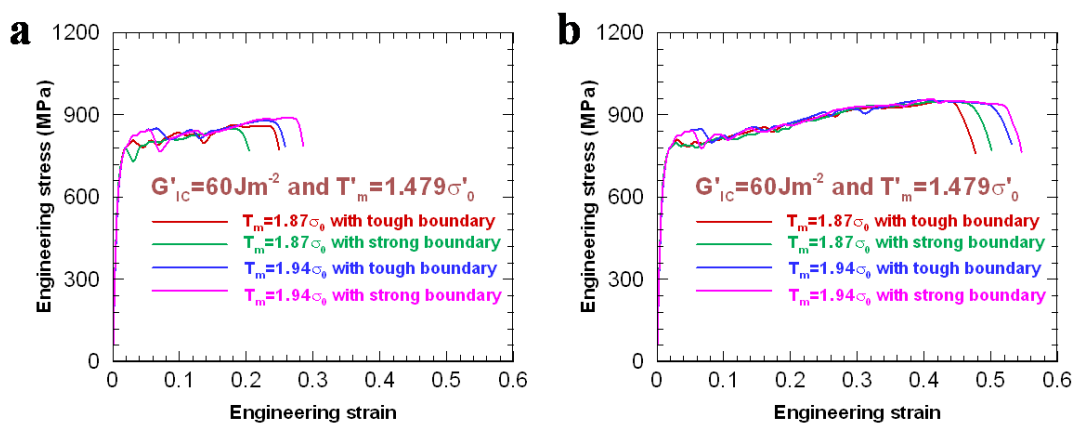 a
1200
900
600
300
0
Engineering stress (MPa)
G'IC=60Jm-2 and T'm=1.479σ'0
Tm=1.87σ0 with tough boundary
Tm=1.87σ0 with strong boundary
Tm=1.94σ0 with tough boundary
Tm=1.94σ0 with strong boundary
0 0.1 0.2 0.3 0.4 0.5 0.6
Engineering strain
b
1200
900
600
300
0
Engineering stress (MPa)
G'IC=60Jm-2 and T'm=1.479σ'0
Tm=1.87σ0 with tough boundary
Tm=1.87σ0 with strong boundary
Tm=1.94σ0 with tough boundary
Tm=1.94σ0 with strong boundary
0 0.1 0.2 0.3 0.4 0.5 0.6
Engineering strain